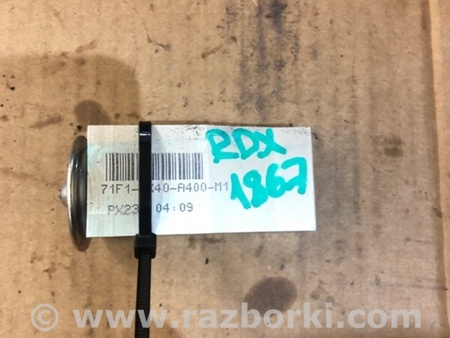 RDX
1867
71F1- X40-A400-M1
PX23 04:09
© www.razborki.com